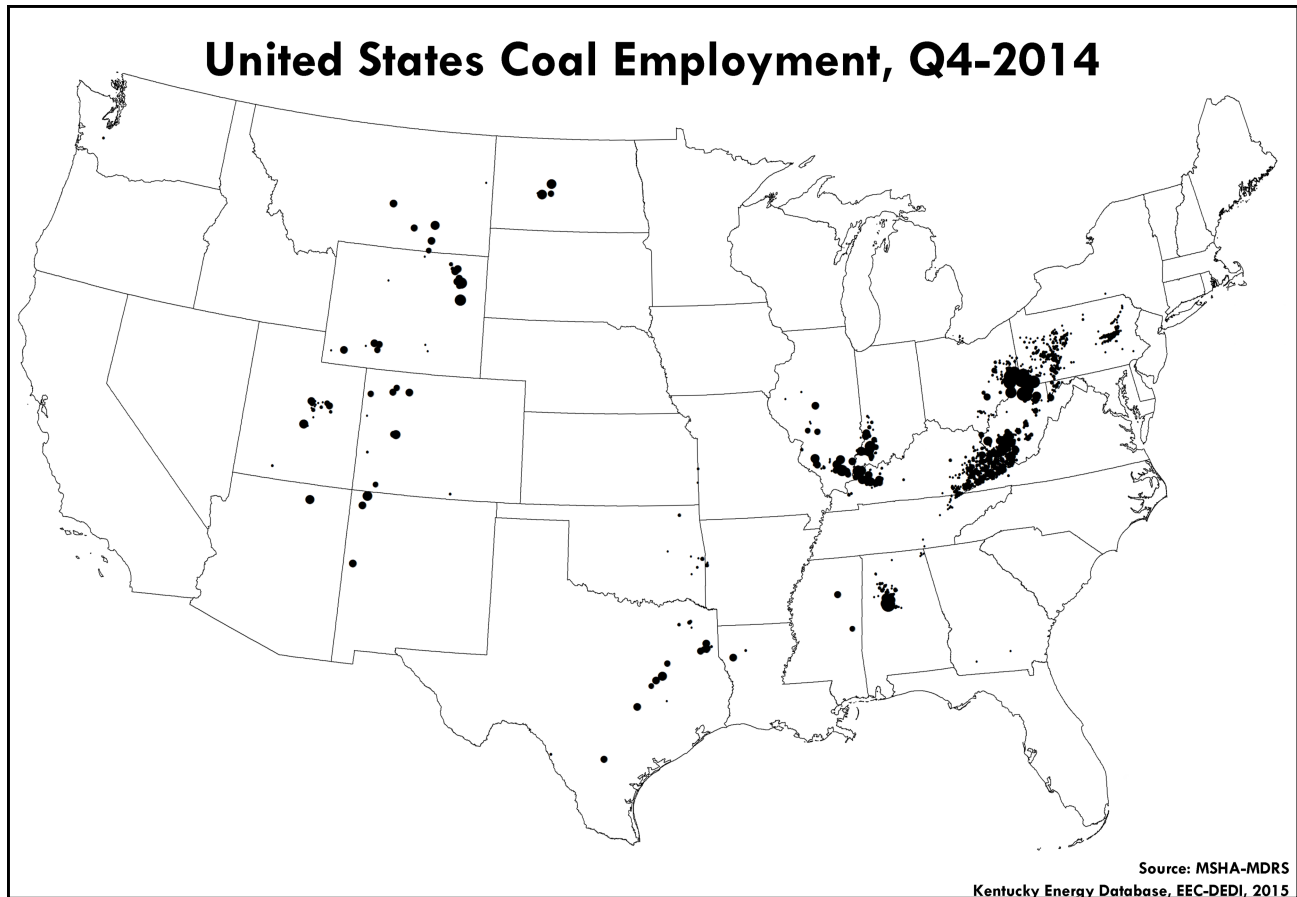 United States Coal Employment, Q4-2014
Source: MSHA-MDRS
Kentucky Energy Database, EEC-DEDI, 2015